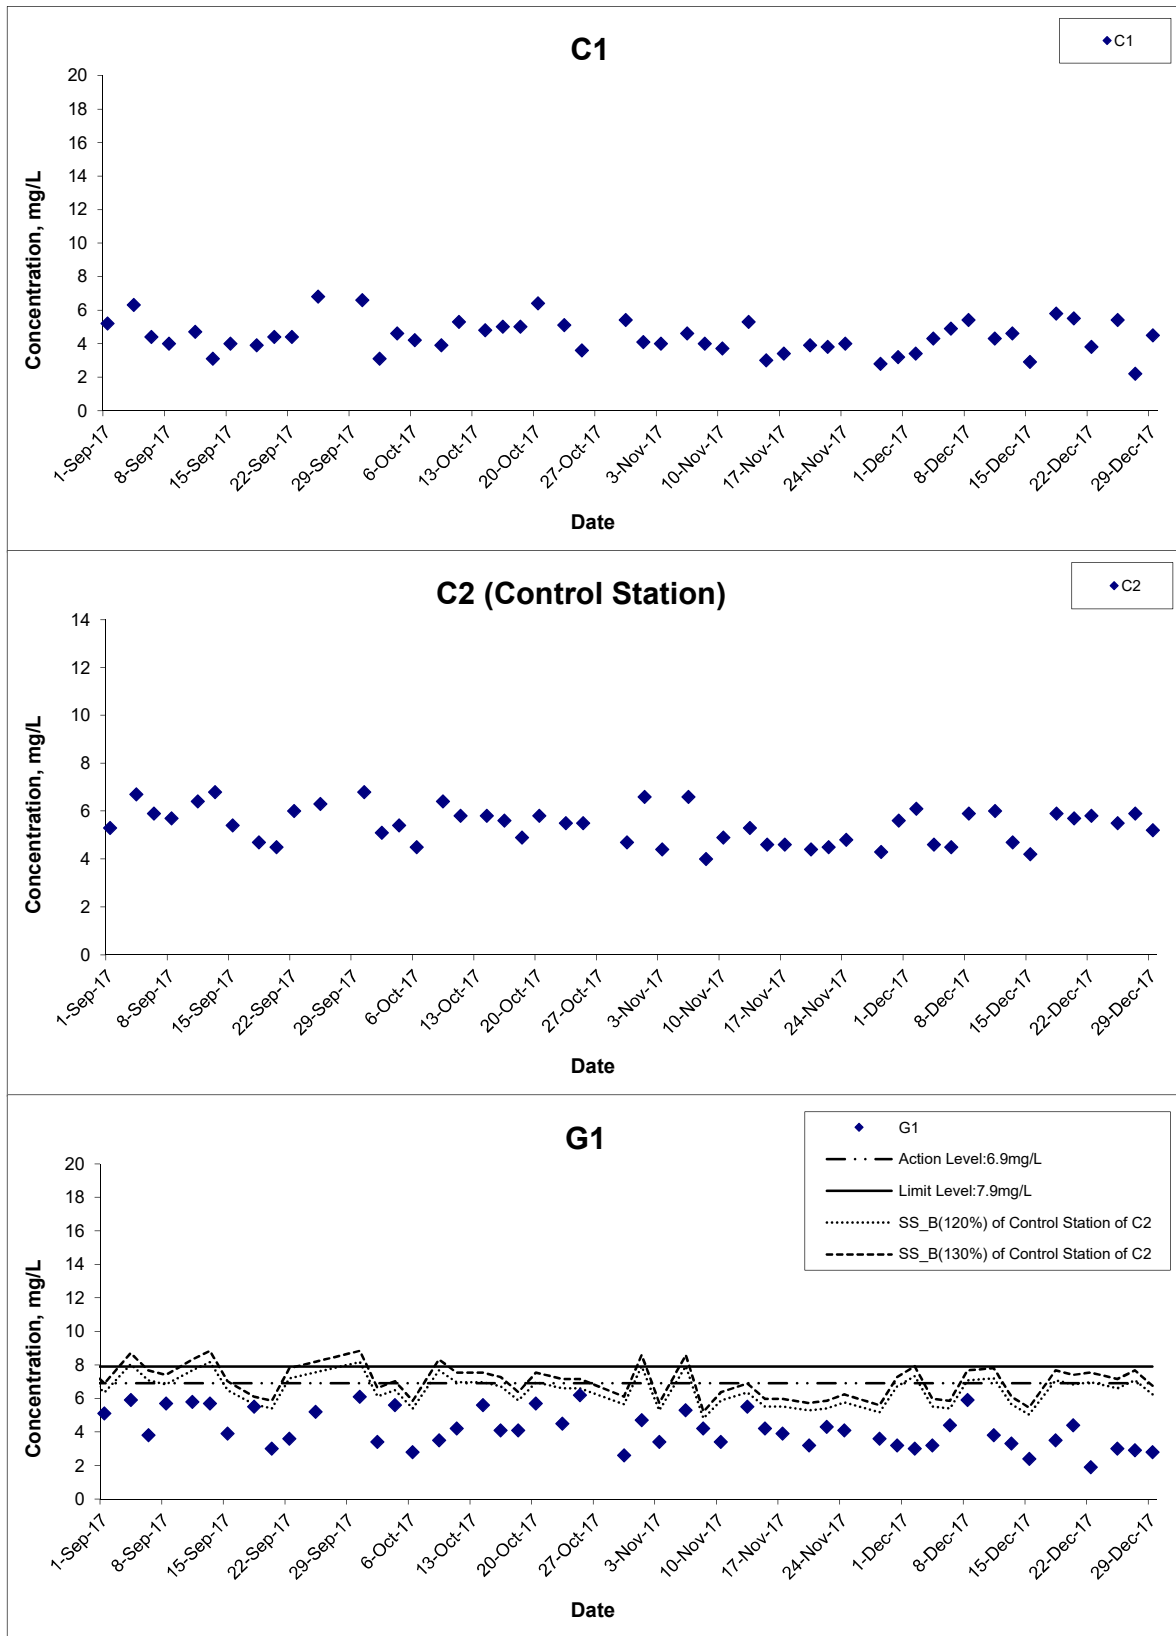 C1
C1
20
18
16
14
12
10
8
6
4
2
0
Concentration, mg/L
1-Sep-17
8-Sep-17
15-Sep-17
22-Sep-17
29-Sep-17
6-Oct-17
13-Oct-17
20-Oct-17
27-Oct-17
3-Nov-17
10-Nov-17
17-Nov-17
24-Nov-17
1-Dec-17
8-Dec-17
15-Dec-17
22-Dec-17
29-Dec-17
Date
C2 (Control Station)
C2
14
12
10
8
6
4
2
0
Concentration, mg/L
1-Sep-17
8-Sep-17
15-Sep-17
22-Sep-17
29-Sep-17
6-Oct-17
13-Oct-17
20-Oct-17
27-Oct-17
3-Nov-17
10-Nov-17
17-Nov-17
24-Nov-17
1-Dec-17
8-Dec-17
15-Dec-17
22-Dec-17
29-Dec-17
Date
G1
G1
Action Level:6.9mg/L
Limit Level:7.9mg/L
SS_B(120%) of Control Station of C2
SS_B(130%) of Control Station of C2
20
18
16
14
12
10
8
6
4
2
0
Concentration, mg/L
1-Sep-17
8-Sep-17
15-Sep-17
22-Sep-17
29-Sep-17
6-Oct-17
13-Oct-17
20-Oct-17
27-Oct-17
3-Nov-17
10-Nov-17
17-Nov-17
24-Nov-17
1-Dec-17
8-Dec-17
15-Dec-17
22-Dec-17
29-Dec-17
Date